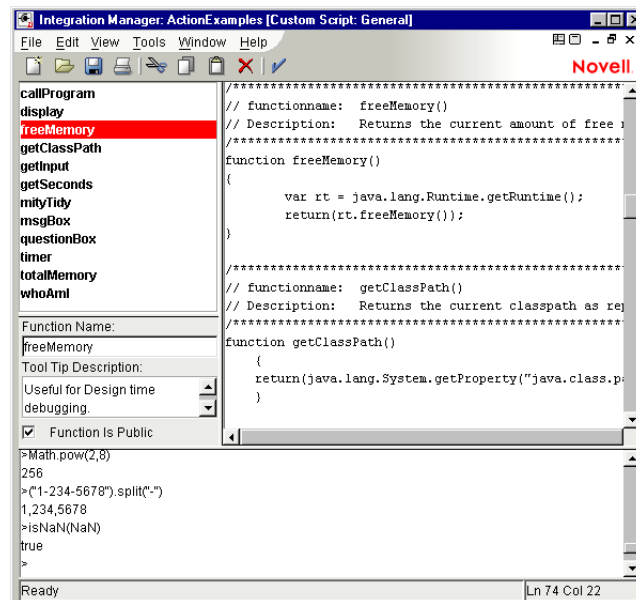 Integration Manager: ActionExamples [Custom Script: General]
File Edit View Tools Window Help
Novell
callProgram
display
freeMemory
getClassPath
getInput
getSeconds
mityTidy
msgBox
questionBox
timer
totalMemory
whoAmI
Function Name:
freeMemory
Tool Tip Description:
Useful for Design time
debugging.
Function Is Public
/******************************************************
// functionname: freeMemory()
// Description: Returns the current amount of free
/******************************************************
function freeMemory()
{
var rt = java.lang.Runtime.getRuntime();
return(rt.freeMemory());
}
/******************************************************
// functionname: getClassPath()
// Description: Returns the current classpath as rep
/******************************************************
function getClassPath()
{
return(java.lang.System.getProperty("java.class.pa
}
>Math.pow(2,8)
256
>("1-234-5678").split("-")
1,234,5678
>isNaN(NaN)
true
>
Ready
Ln 74 Col 22